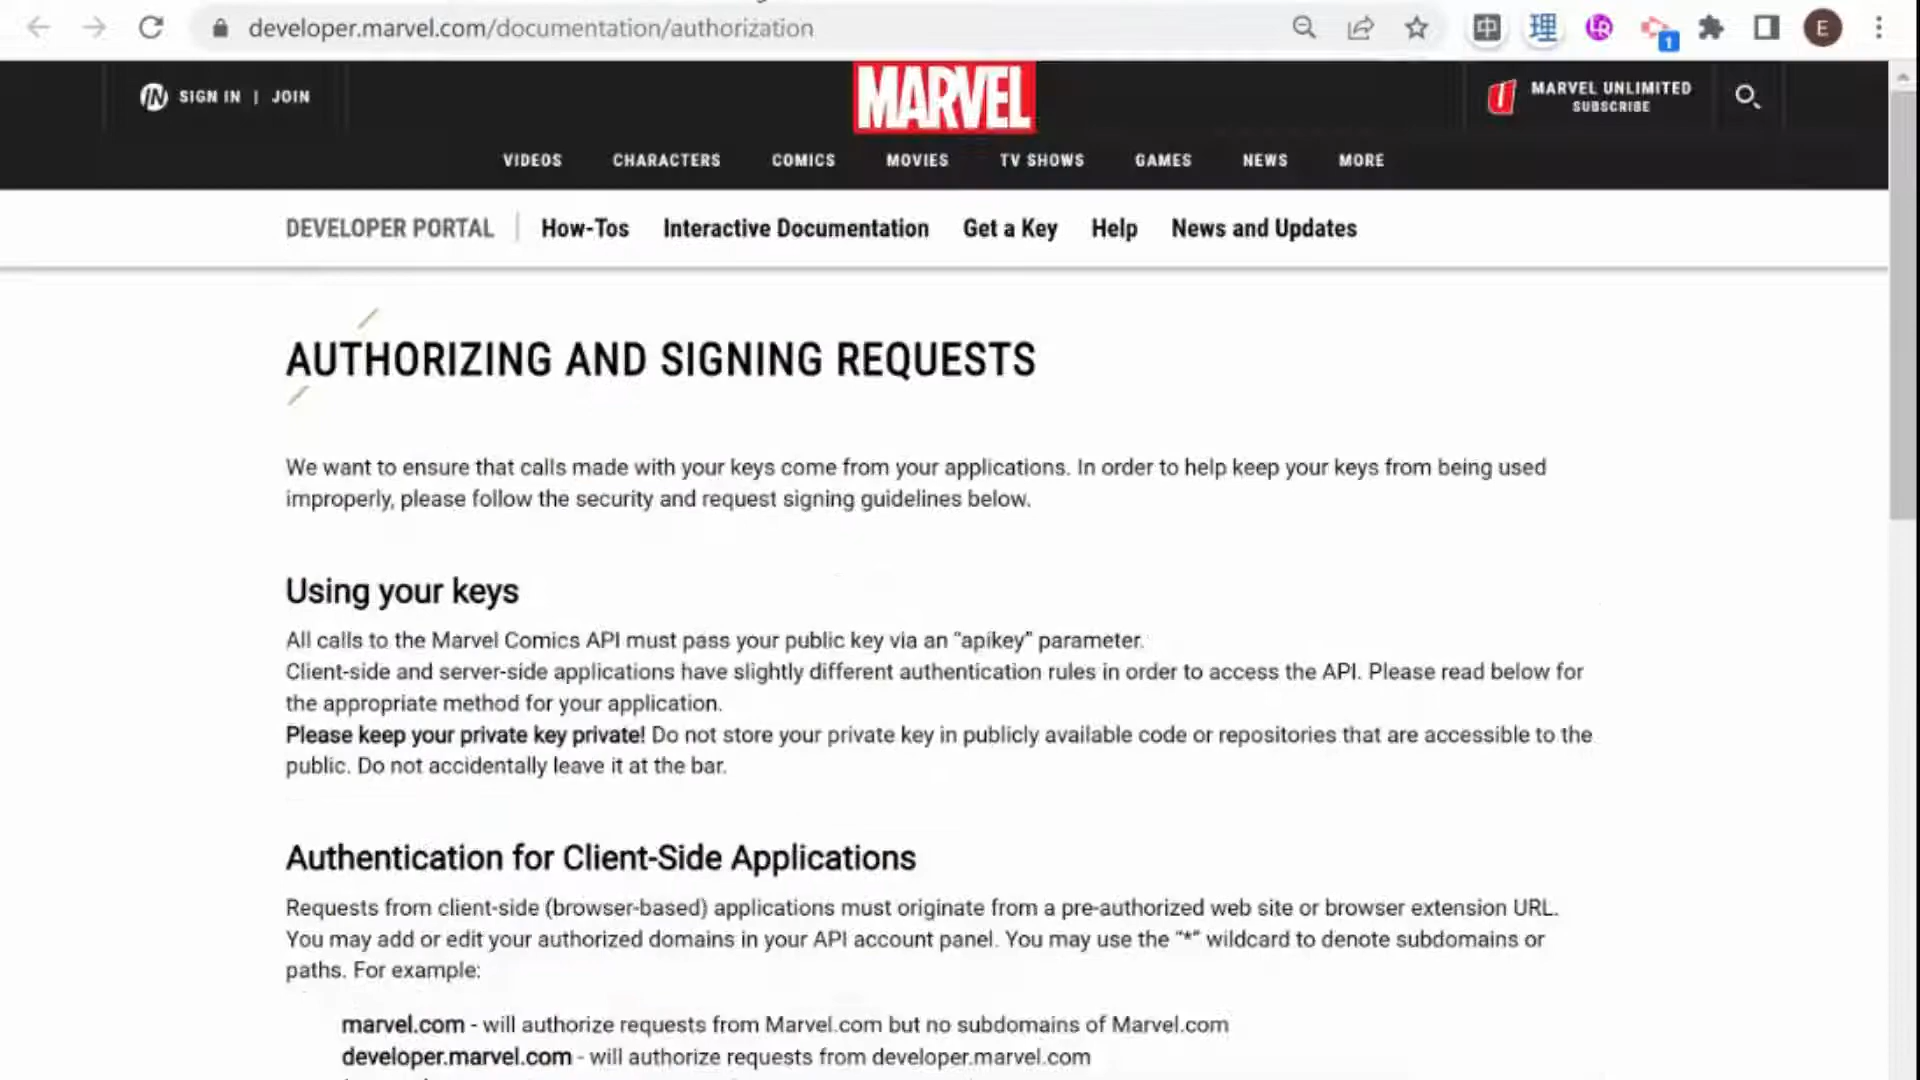 developer.marvel.com/documentation/authorization
中
理
LR
1
E
SIGN IN | JOIN
MARVEL
MARVEL UNLIMITED
SUBSCRIBE
VIDEOS CHARACTERS COMICS MOVIES TV SHOWS GAMES NEWS MORE
DEVELOPER PORTAL | How-Tos Interactive Documentation Get a Key Help News and Updates
AUTHORIZING AND SIGNING REQUESTS
We want to ensure that calls made with your keys come from your applications. In order to help keep your keys from being used
improperly, please follow the security and request signing guidelines below.
Using your keys
All calls to the Marvel Comics API must pass your public key via an “apikey” parameter.
Client-side and server-side applications have slightly different authentication rules in order to access the API. Please read below for
the appropriate method for your application.
Please keep your private key private! Do not store your private key in publicly available code or repositories that are accessible to the
public. Do not accidentally leave it at the bar.
Authentication for Client-Side Applications
Requests from client-side (browser-based) applications must originate from a pre-authorized web site or browser extension URL.
You may add or edit your authorized domains in your API account panel. You may use the “*” wildcard to denote subdomains or
paths. For example:
marvel.com - will authorize requests from Marvel.com but no subdomains of Marvel.com
developer.marvel.com - will authorize requests from developer.marvel.com